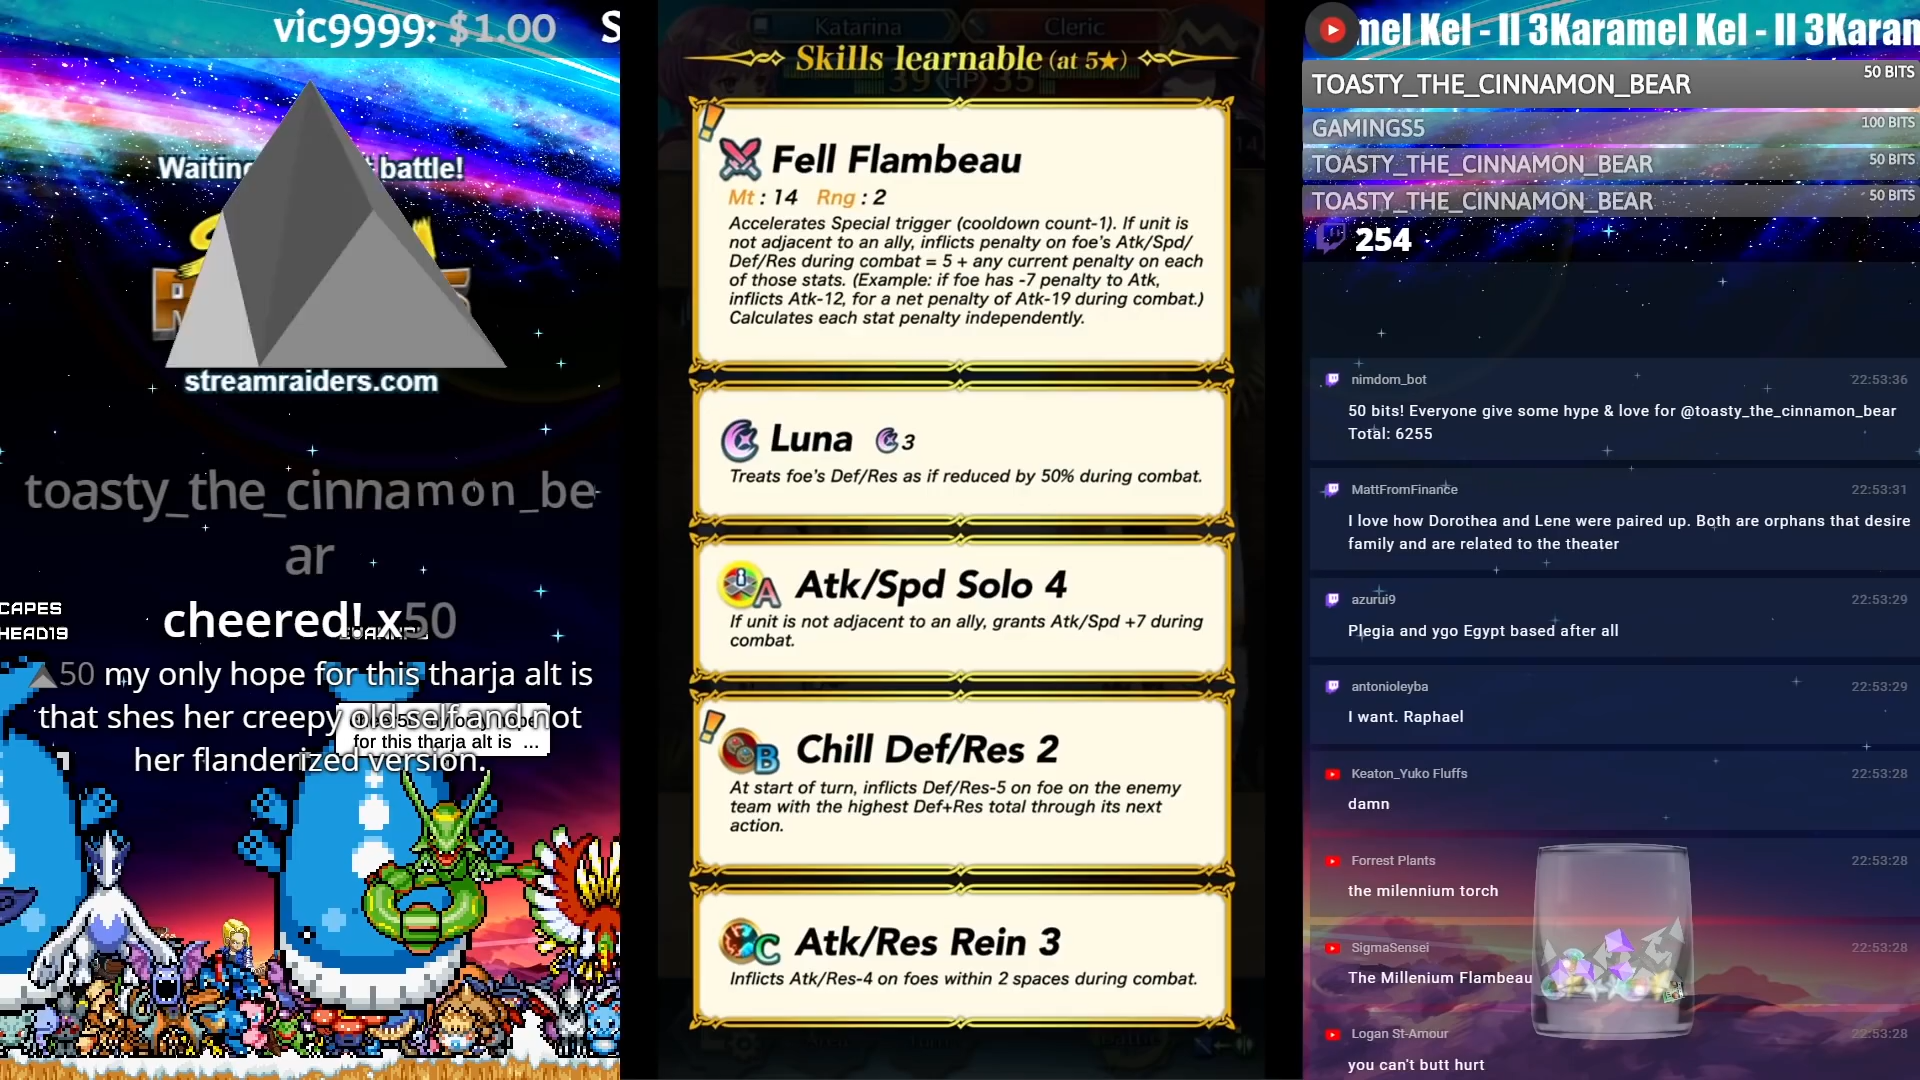 vic9999: $1.00
S
Waiting
battle!
streamraiders.com
toasty_the_cinnamon_be
ar
CAPES
HEAD19
cheered! x50
50 my only hope for this tharja alt is
that shes her creepy old self and not
her flanderized version.
for this tharja alt is ...
Katarina
Cleric
Skills learnable (at 5★)
39 HP 35
Fell Flambeau
Mt : 14 Rng : 2
Accelerates Special trigger (cooldown count-1). If unit is
not adjacent to an ally, inflicts penalty on foe's Atk/Spd/
Def/Res during combat = 5 + any current penalty on each
of those stats. (Example: if foe has -7 penalty to Atk,
inflicts Atk-12, for a net penalty of Atk-19 during combat.)
Calculates each stat penalty independently.
Luna 3
Treats foe's Def/Res as if reduced by 50% during combat.
A Atk/Spd Solo 4
If unit is not adjacent to an ally, grants Atk/Spd +7 during
combat.
B Chill Def/Res 2
At start of turn, inflicts Def/Res-5 on foe on the enemy
team with the highest Def+Res total through its next
action.
C Atk/Res Rein 3
Inflicts Atk/Res-4 on foes within 2 spaces during combat.
mel Kel - II 3Karamel Kel - II 3Karan
TOASTY_THE_CINNAMON_BEAR 50 BITS
GAMINGS5 100 BITS
TOASTY_THE_CINNAMON_BEAR 50 BITS
TOASTY_THE_CINNAMON_BEAR 50 BITS
254
nimdom_bot 22:53:36
50 bits! Everyone give some hype & love for @toasty_the_cinnamon_bear
Total: 6255
MattFromFinance 22:53:31
I love how Dorothea and Lene were paired up. Both are orphans that desire
family and are related to the theater
azurui9 22:53:29
Plegia and ygo Egypt based after all
antonioleyba 22:53:29
I want. Raphael
Keaton_Yuko Fluffs 22:53:28
damn
Forrest Plants 22:53:28
the milennium torch
SigmaSensei 22:53:28
The Millenium Flambeau
Logan St-Amour 22:53:28
you can't butt hurt